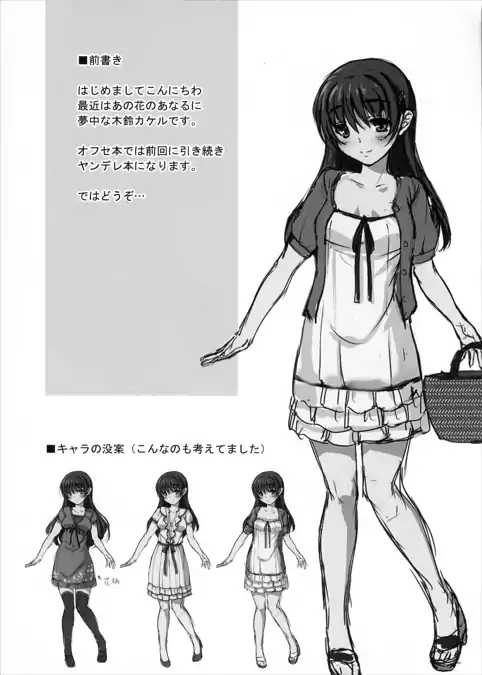 ■前書き
はじめましてこんにちわ
最近はあの花のあなるに
夢中な木鈴カケルです。
オフセ本では前回に引き続き
ヤンデレ本になります。
ではどうぞ…
■キャラの没案（こんなのも考えてました）
花柄